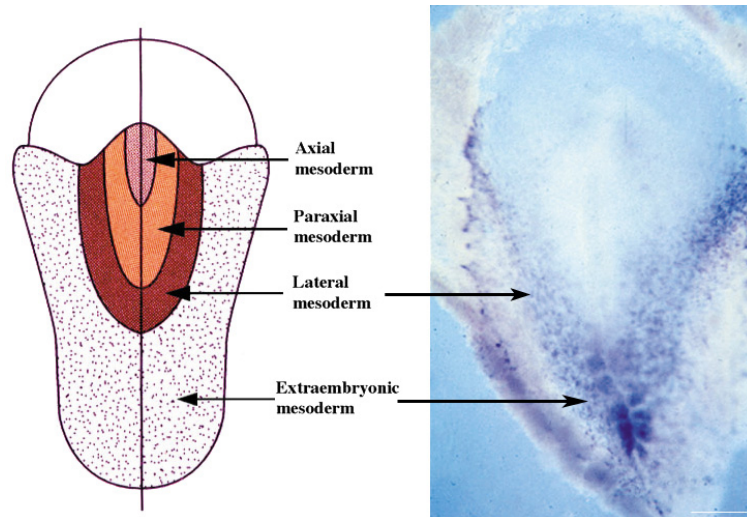 Axial
mesoderm
Paraxial
mesoderm
Lateral
mesoderm
Extraembryonic
mesoderm